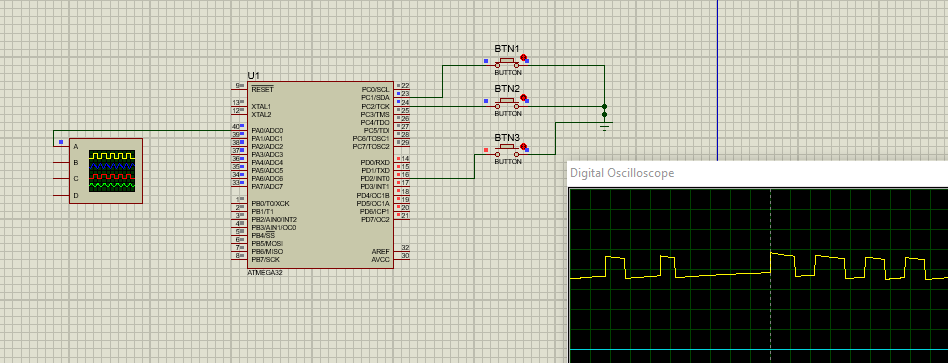 BTN1
BUTTON
BTN2
BUTTON
BTN3
BUTTON
U1
9 RESET
13 XTAL1
12 XTAL2
40 PA0/ADC0
39 PA1/ADC1
38 PA2/ADC2
37 PA3/ADC3
36 PA4/ADC4
35 PA5/ADC5
34 PA6/ADC6
33 PA7/ADC7
1 PB0/T0/XCK
2 PB1/T1
3 PB2/AIN0/INT2
4 PB3/AIN1/OC0
5 PB4/SS
6 PB5/MOSI
7 PB6/MISO
8 PB7/SCK
PC0/SCL 22
PC1/SDA 23
PC2/TCK 24
PC3/TMS 25
PC4/TDO 26
PC5/TDI 27
PC6/TOSC1 28
PC7/TOSC2 29
PD0/RXD 14
PD1/TXD 15
PD2/INT0 16
PD3/INT1 17
PD4/OC1B 18
PD5/OC1A 19
PD6/ICP1 20
PD7/OC2 21
AREF 32
AVCC 30
ATMEGA32
A
B
C
D
Digital Oscilloscope